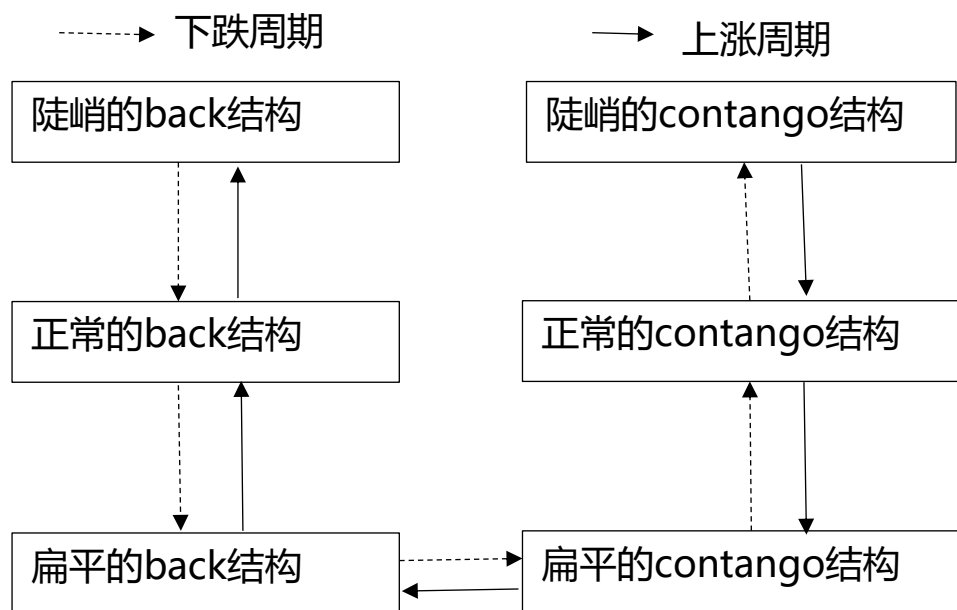 下跌周期
上涨周期
陡峭的back结构
陡峭的contango结构
正常的back结构
正常的contango结构
扁平的back结构
扁平的contango结构